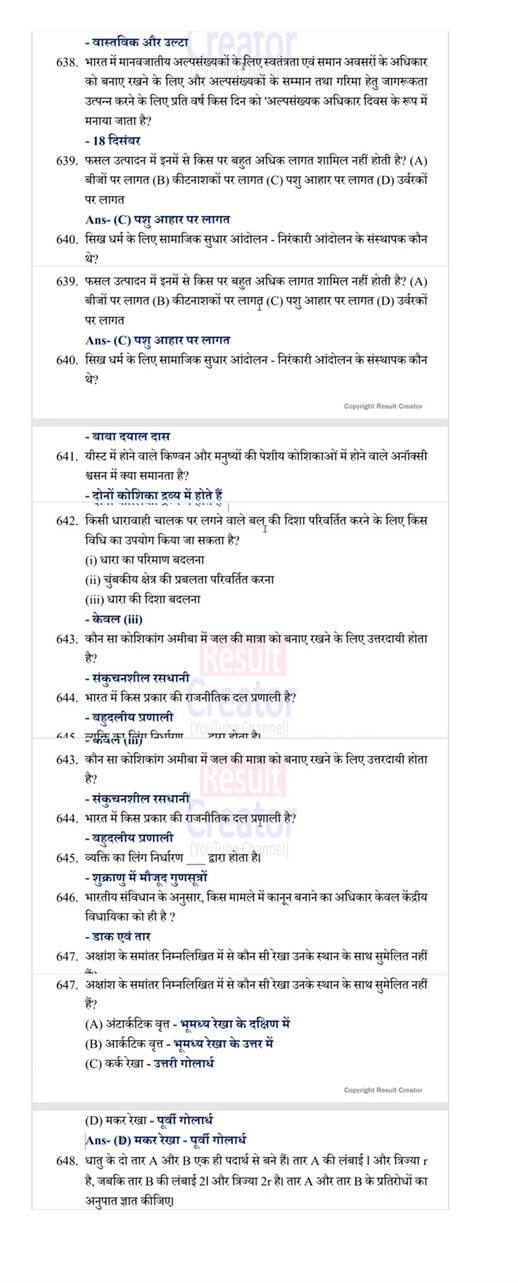 - वास्तविक और उल्टा
638. भारत में मानवजातीय अल्पसंख्यकों के लिए स्वतंत्रता एवं समान अवसरों के अधिकार
को बनाए रखने के लिए और अल्पसंख्यकों के सम्मान तथा गरिमा हेतु जागरूकता
उत्पन्न करने के लिए प्रति वर्ष किस दिन को 'अल्पसंख्यक अधिकार दिवस के रूप में
मनाया जाता है?
- 18 दिसंबर
639. फसल उत्पादन में इनमें से किस पर बहुत अधिक लागत शामिल नहीं होती है? (A)
बीजों पर लागत (B) कीटनाशकों पर लागत (C) पशु आहार पर लागत (D) उर्वरकों
पर लागत
Ans- (C) पशु आहार पर लागत
640. सिख धर्म के लिए सामाजिक सुधार आंदोलन - निरंकारी आंदोलन के संस्थापक कौन
थे?
639. फसल उत्पादन में इनमें से किस पर बहुत अधिक लागत शामिल नहीं होती है? (A)
बीजों पर लागत (B) कीटनाशकों पर लागत (C) पशु आहार पर लागत (D) उर्वरकों
पर लागत
Ans- (C) पशु आहार पर लागत
640. सिख धर्म के लिए सामाजिक सुधार आंदोलन - निरंकारी आंदोलन के संस्थापक कौन
थे?
Copyright Result Creator
- बाबा दयाल दास
641. यीस्ट में होने वाले किण्वन और मनुष्यों की पेशीय कोशिकाओं में होने वाले अनॉक्सी
श्वसन में क्या समानता है?
- दोनों कोशिका द्रव्य में होते हैं
642. किसी धारावाही चालक पर लगने वाले बल की दिशा परिवर्तित करने के लिए किस
विधि का उपयोग किया जा सकता है?
(i) धारा का परिमाण बदलना
(ii) चुंबकीय क्षेत्र की प्रबलता परिवर्तित करना
(iii) धारा की दिशा बदलना
- केवल (iii)
643. कौन सा कोशिकांग अमीबा में जल की मात्रा को बनाए रखने के लिए उत्तरदायी होता
है?
- संकुचनशील रसधानी
644. भारत में किस प्रकार की राजनीतिक दल प्रणाली है?
- बहुदलीय प्रणाली
- केवल (iii)
643. कौन सा कोशिकांग अमीबा में जल की मात्रा को बनाए रखने के लिए उत्तरदायी होता
है?
- संकुचनशील रसधानी
644. भारत में किस प्रकार की राजनीतिक दल प्रणाली है?
- बहुदलीय प्रणाली
645. व्यक्ति का लिंग निर्धारण ___ द्वारा होता है।
- शुक्राणु में मौजूद गुणसूत्रों
646. भारतीय संविधान के अनुसार, किस मामले में कानून बनाने का अधिकार केवल केंद्रीय
विधायिका को ही है ?
- डाक एवं तार
647. अक्षांश के समांतर निम्नलिखित में से कौन सी रेखा उनके स्थान के साथ सुमेलित नहीं
647. अक्षांश के समांतर निम्नलिखित में से कौन सी रेखा उनके स्थान के साथ सुमेलित नहीं
हैं?
(A) अंटार्कटिक वृत्त - भूमध्य रेखा के दक्षिण में
(B) आर्कटिक वृत्त - भूमध्य रेखा के उत्तर में
(C) कर्क रेखा - उत्तरी गोलार्ध
Copyright Result Creator
(D) मकर रेखा - पूर्वी गोलार्ध
Ans- (D) मकर रेखा - पूर्वी गोलार्ध
648. धातु के दो तार A और B एक ही पदार्थ से बने हैं। तार A की लंबाई l और त्रिज्या r
है, जबकि तार B की लंबाई 2l और त्रिज्या 2r है। तार A और तार B के प्रतिरोधों का
अनुपात ज्ञात कीजिए।